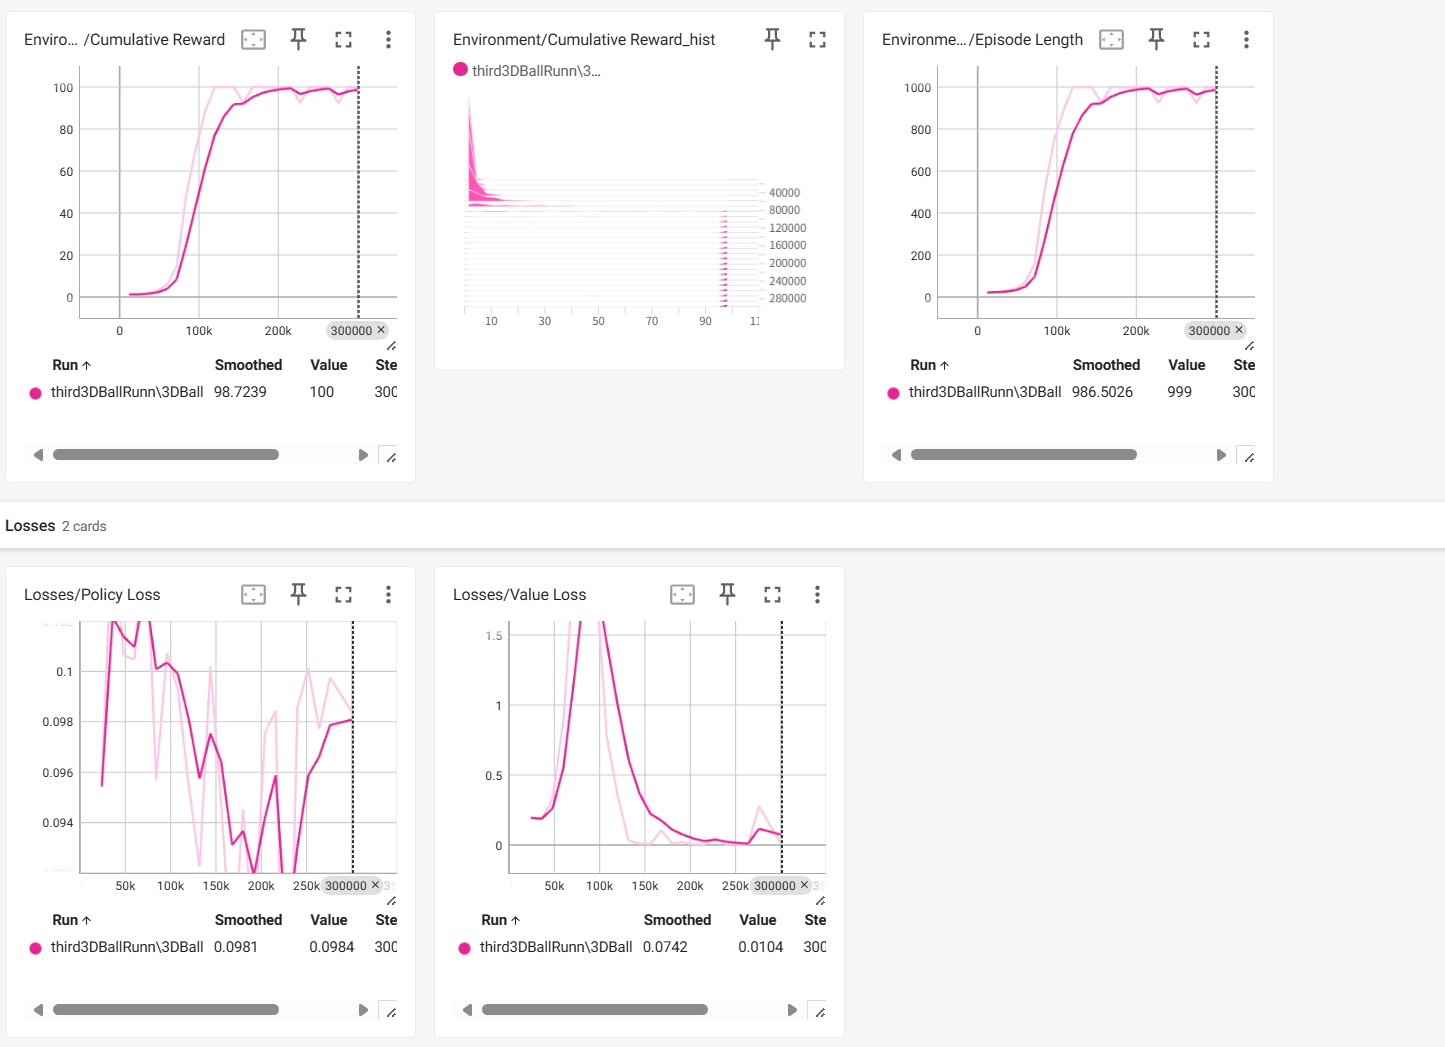 Enviro... /Cumulative Reward
100
80
60
40
20
0
0 100k 200k 300000 ×
Run ↑ Smoothed Value Ste
third3DBallRunn\3DBall 98.7239 100 300
Environment/Cumulative Reward_hist
third3DBallRunn\3...
40000
80000
120000
160000
200000
240000
280000
10 30 50 70 90 11
Environme... /Episode Length
1000
800
600
400
200
0
0 100k 200k 300000 ×
Run ↑ Smoothed Value Ste
third3DBallRunn\3DBall 986.5026 999 300
Losses 2 cards
Losses/Policy Loss
0.102
0.1
0.098
0.096
0.094
50k 100k 150k 200k 250k 300000 × 35
Run ↑ Smoothed Value Ste
third3DBallRunn\3DBall 0.0981 0.0984 300
Losses/Value Loss
1.5
1
0.5
0
50k 100k 150k 200k 250k 300000 × 35
Run ↑ Smoothed Value Ste
third3DBallRunn\3DBall 0.0742 0.0104 300